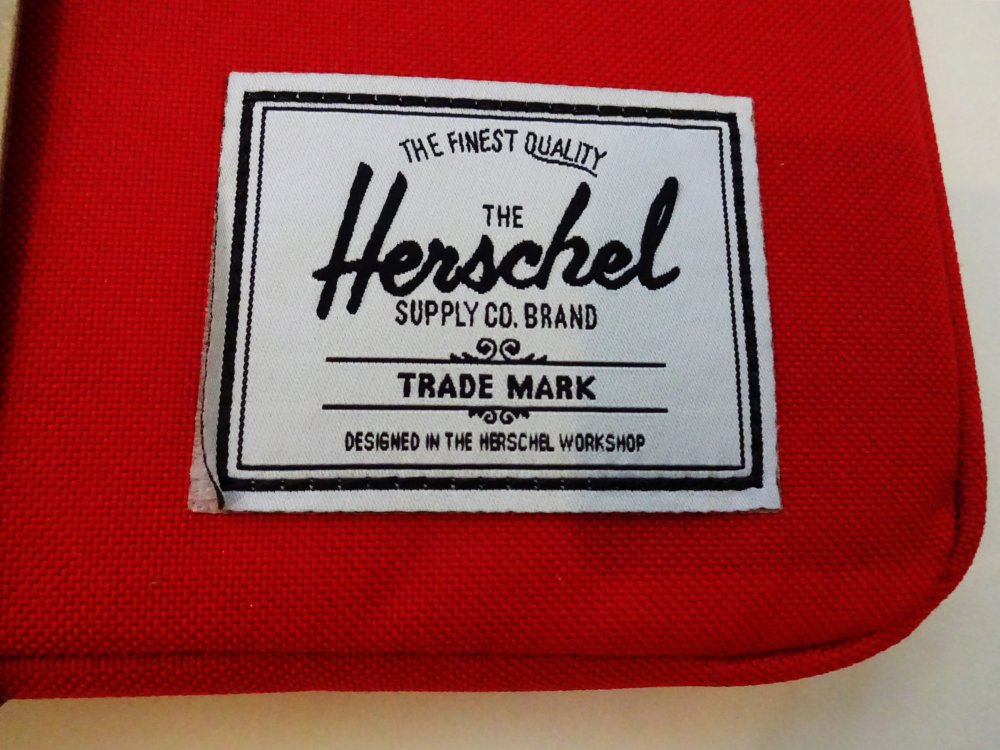 THE FINEST QUALITY
THE
Herschel
SUPPLY CO. BRAND
TRADE MARK
DESIGNED IN THE HERSCHEL WORKSHOP